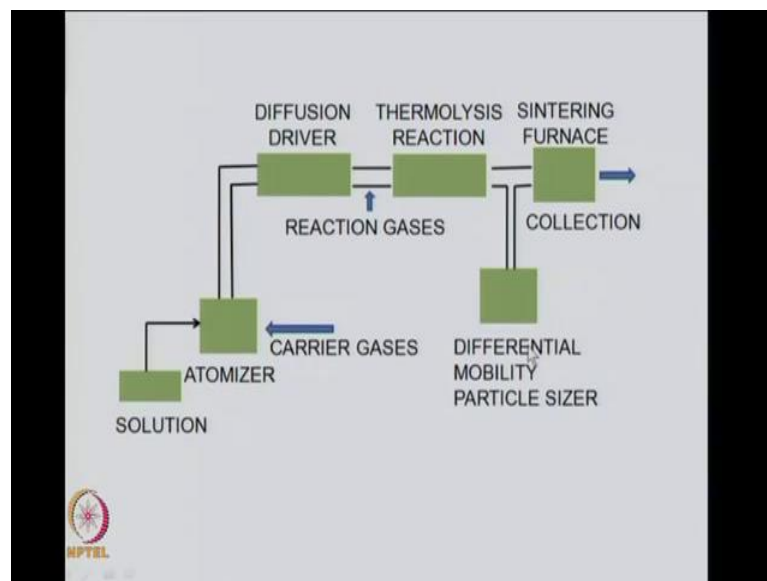 DIFFUSION
DRIVER
THERMOLYSIS
REACTION
SINTERING
FURNACE
REACTION GASES
COLLECTION
CARRIER GASES
ATOMIZER
SOLUTION
DIFFERENTIAL
MOBILITY
PARTICLE SIZER
NPTEL